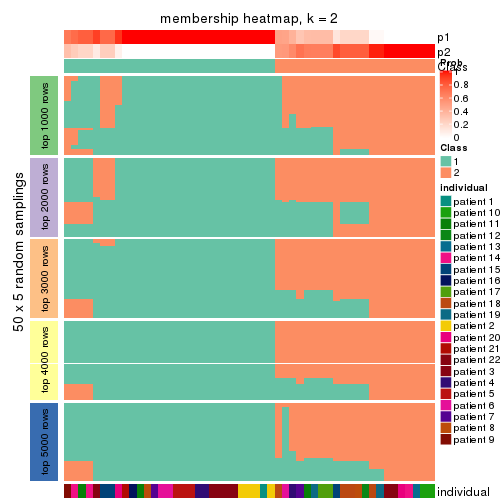 membership heatmap, k = 2
p1
p2
Class
Prob
1
0.8
0.6
0.4
0.2
0
Class
1
2
individual
patient 1
patient 10
patient 11
patient 12
patient 13
patient 14
patient 15
patient 16
patient 17
patient 18
patient 19
patient 2
patient 20
patient 21
patient 22
patient 3
patient 4
patient 5
patient 6
patient 7
patient 8
patient 9
50 x 5 random samplings
top 1000 rows
top 2000 rows
top 3000 rows
top 4000 rows
top 5000 rows
individual